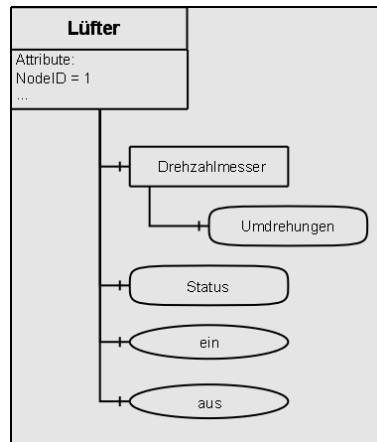 Lüfter
Attribute:
NodeID = 1
...
Drehzahlmesser
Umdrehungen
Status
ein
aus